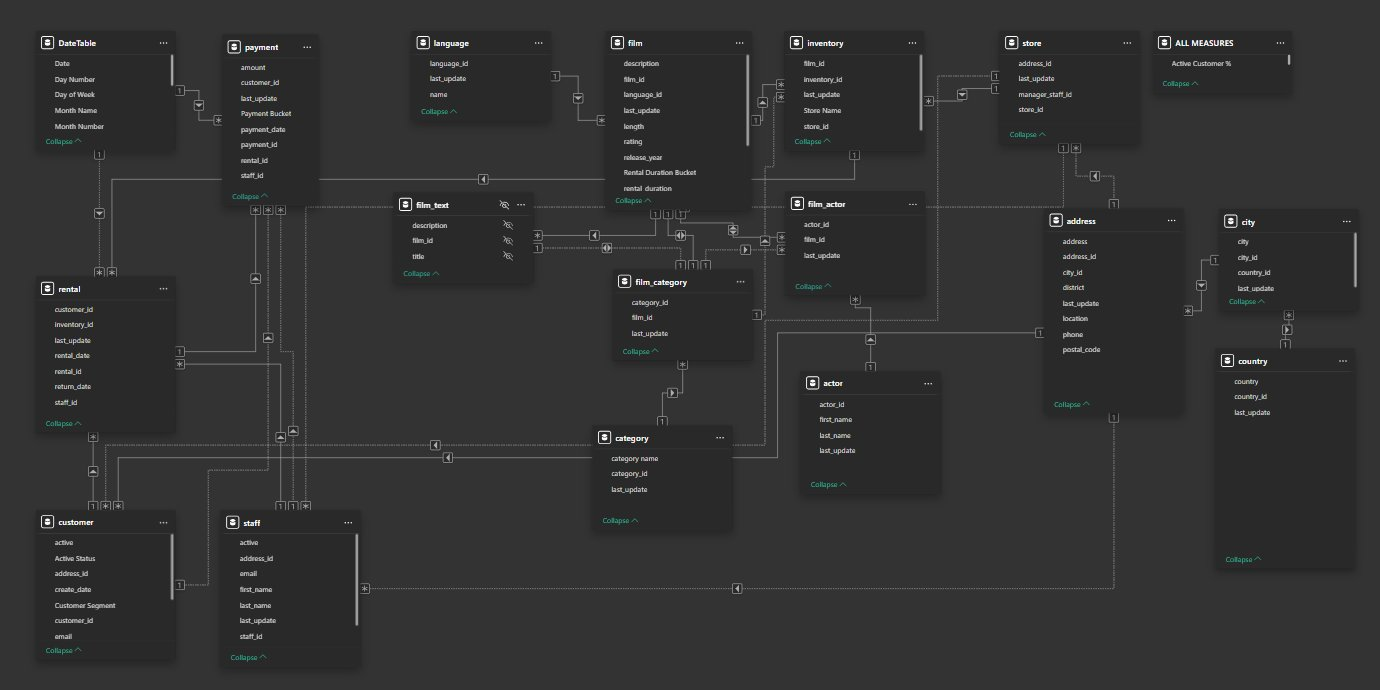 DateTable
Date
Day Number
Day of Week
Month Name
Month Number
Collapse
payment
amount
customer_id
last_update
Payment Bucket
payment_date
payment_id
rental_id
staff_id
Collapse
language
language_id
last_update
name
Collapse
film
description
film_id
language_id
last_update
length
rating
release_year
Rental Duration Bucket
rental_duration
Collapse
inventory
film_id
inventory_id
last_update
Store Name
store_id
Collapse
store
address_id
last_update
manager_staff_id
store_id
Collapse
ALL MEASURES
Active Customer %
Collapse
film_text
description
film_id
title
Collapse
film_actor
actor_id
film_id
last_update
Collapse
address
address
address_id
city_id
district
last_update
location
phone
postal_code
Collapse
city
city
city_id
country_id
last_update
Collapse
rental
customer_id
inventory_id
last_update
rental_date
rental_id
return_date
staff_id
Collapse
film_category
category_id
film_id
last_update
Collapse
actor
actor_id
first_name
last_name
last_update
Collapse
country
country
country_id
last_update
Collapse
category
category name
category_id
last_update
Collapse
customer
active
Active Status
address_id
create_date
Customer Segment
customer_id
email
Collapse
staff
active
address_id
email
first_name
last_name
last_update
staff_id
Collapse